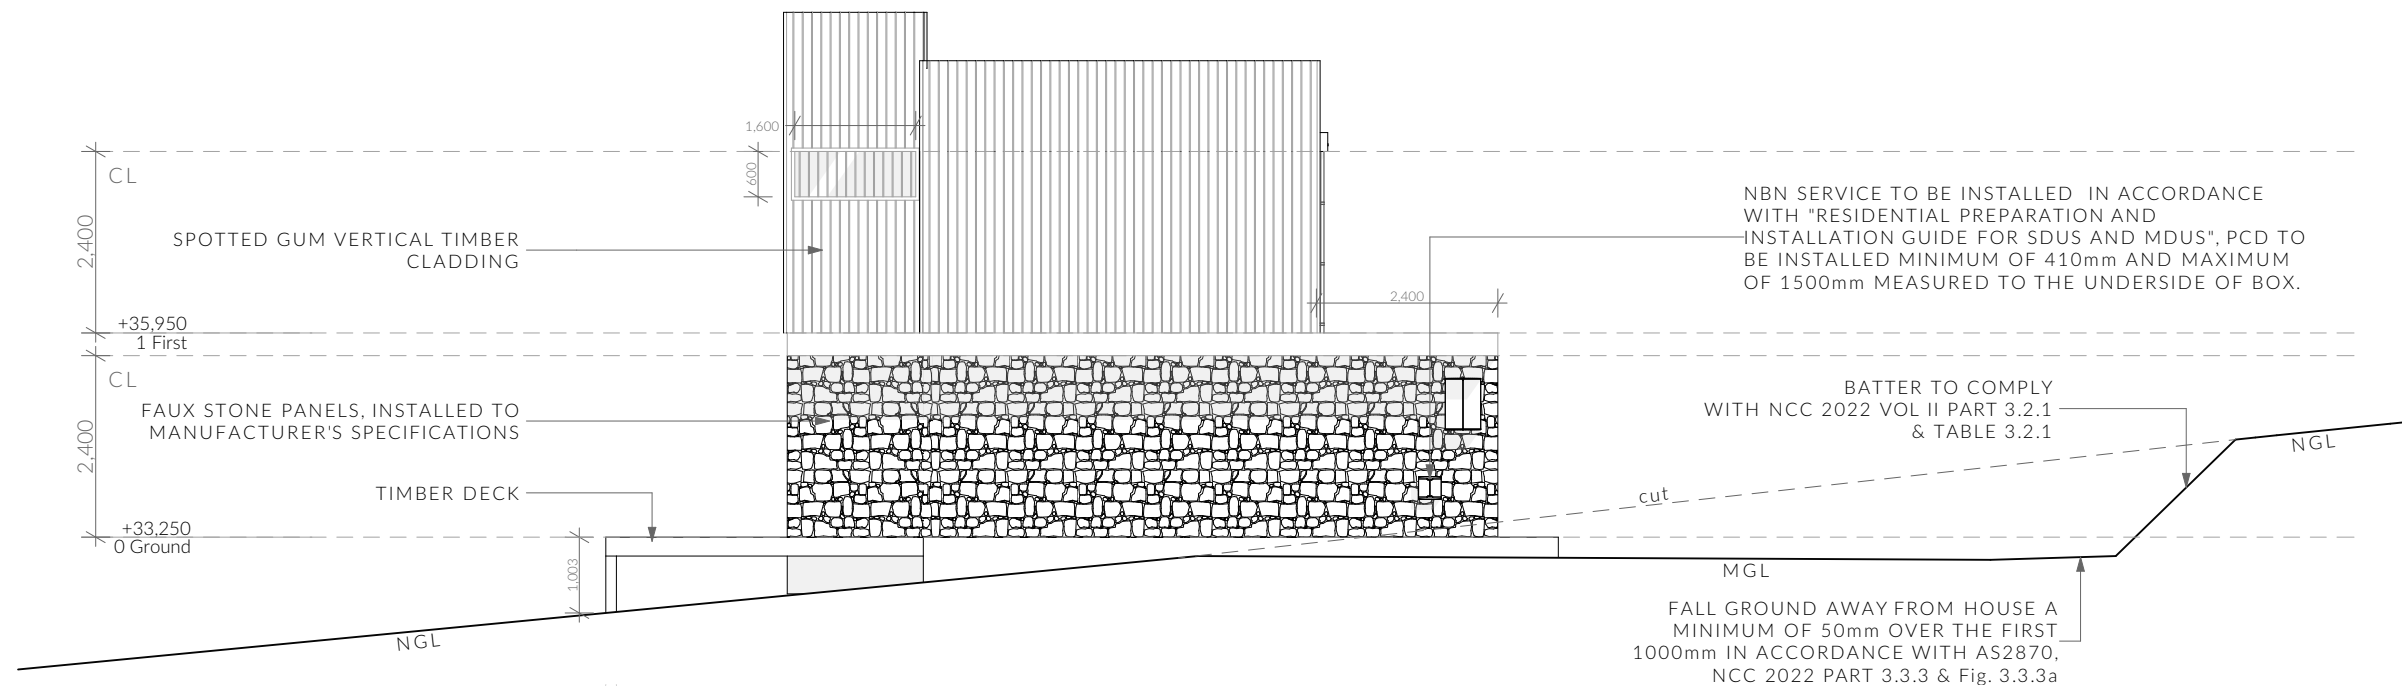 1,600
CL
600
NBN SERVICE TO BE INSTALLED IN ACCORDANCE
WITH "RESIDENTIAL PREPARATION AND
INSTALLATION GUIDE FOR SDUS AND MDUS", PCD TO
BE INSTALLED MINIMUM OF 410mm AND MAXIMUM
OF 1500mm MEASURED TO THE UNDERSIDE OF BOX.
2,400
SPOTTED GUM VERTICAL TIMBER
CLADDING
2,400
+35,950
1 First
CL
FAUX STONE PANELS, INSTALLED TO
MANUFACTURER'S SPECIFICATIONS
BATTER TO COMPLY
WITH NCC 2022 VOL II PART 3.2.1
& TABLE 3.2.1
NGL
2,400
TIMBER DECK
cut
+33,250
0 Ground
1,003
MGL
NGL
FALL GROUND AWAY FROM HOUSE A
MINIMUM OF 50mm OVER THE FIRST
1000mm IN ACCORDANCE WITH AS2870,
NCC 2022 PART 3.3.3 & Fig. 3.3.3a